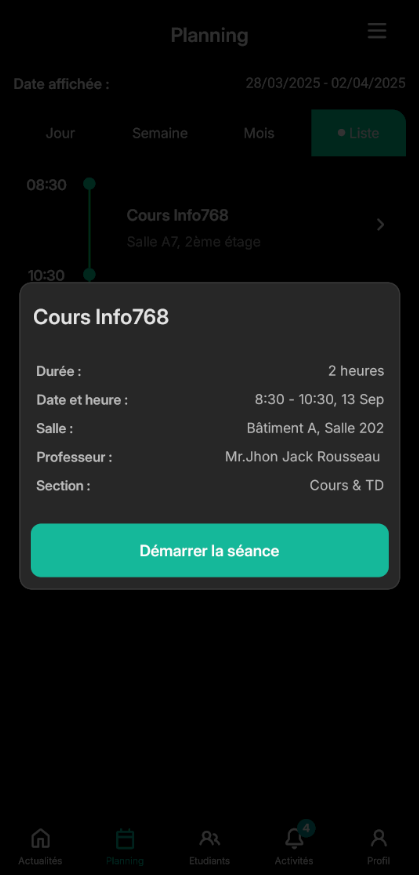 Planning
Date affichée : 28/03/2025 - 02/04/2025
Jour Semaine Mois Liste
08:30
Cours Info768
Salle A7, 2ème étage
10:30
Cours Info768
Durée : 2 heures
Date et heure : 8:30 - 10:30, 13 Sep
Salle : Bâtiment A, Salle 202
Professeur : Mr.Jhon Jack Rousseau
Section : Cours & TD
Démarrer la séance
4
Actualités Planning Etudiants Activités Profil